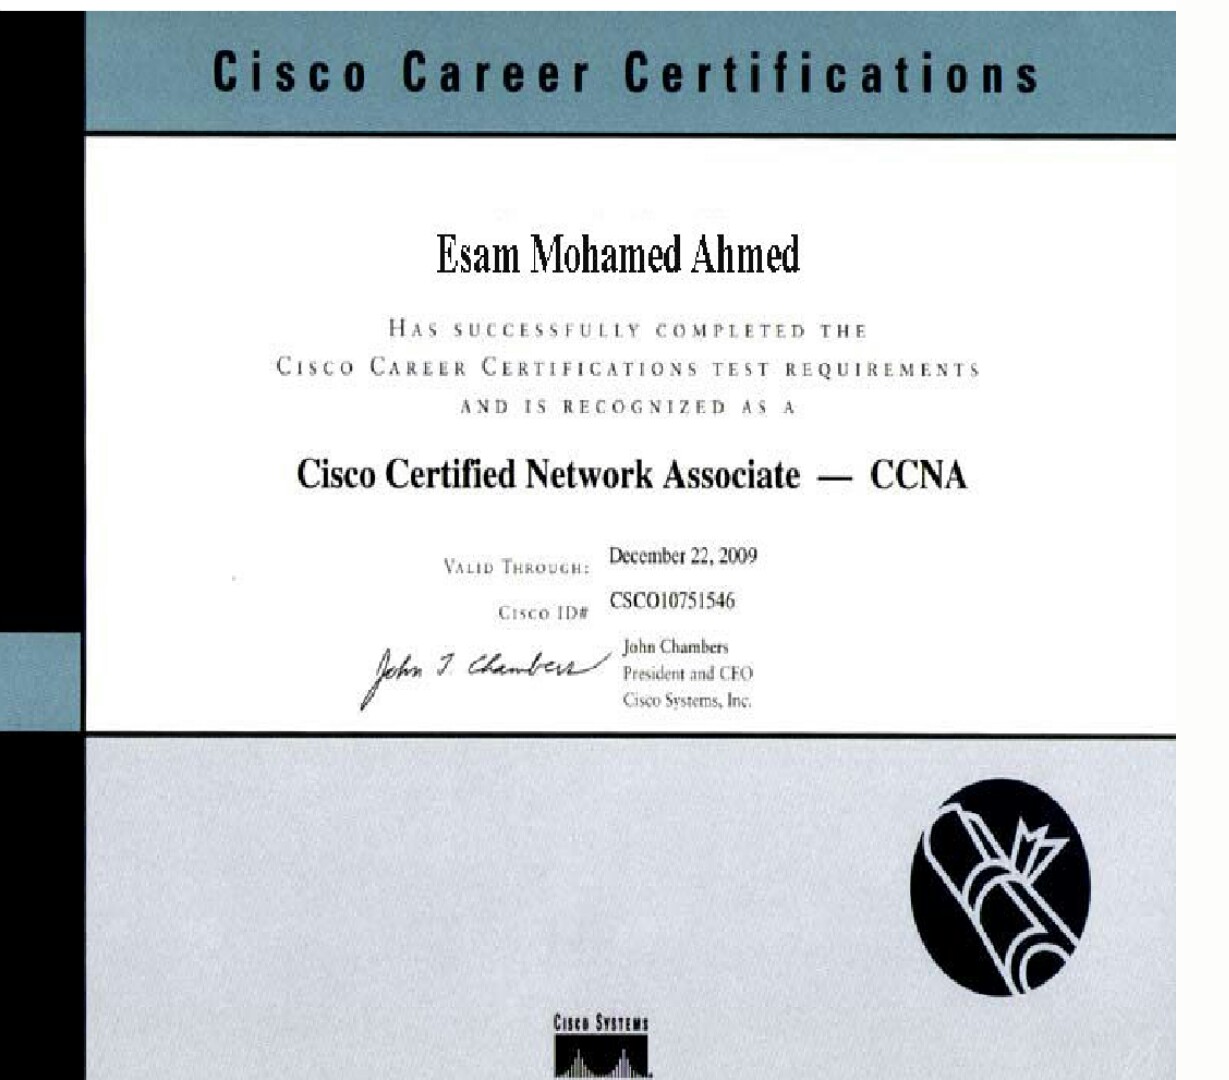 Cisco Career Certifications
Esam Mohamed Ahmed
HAS SUCCESSFULLY COMPLETED THE
CISCO CAREER CERTIFICATIONS TEST REQUIREMENTS
AND IS RECOGNIZED AS A
Cisco Certified Network Associate — CCNA
VALID THROUGH: December 22, 2009
CISCO ID# CSCO10751546
John T. Chambers
John Chambers
President and CEO
Cisco Systems, Inc.
CISCO SYSTEMS